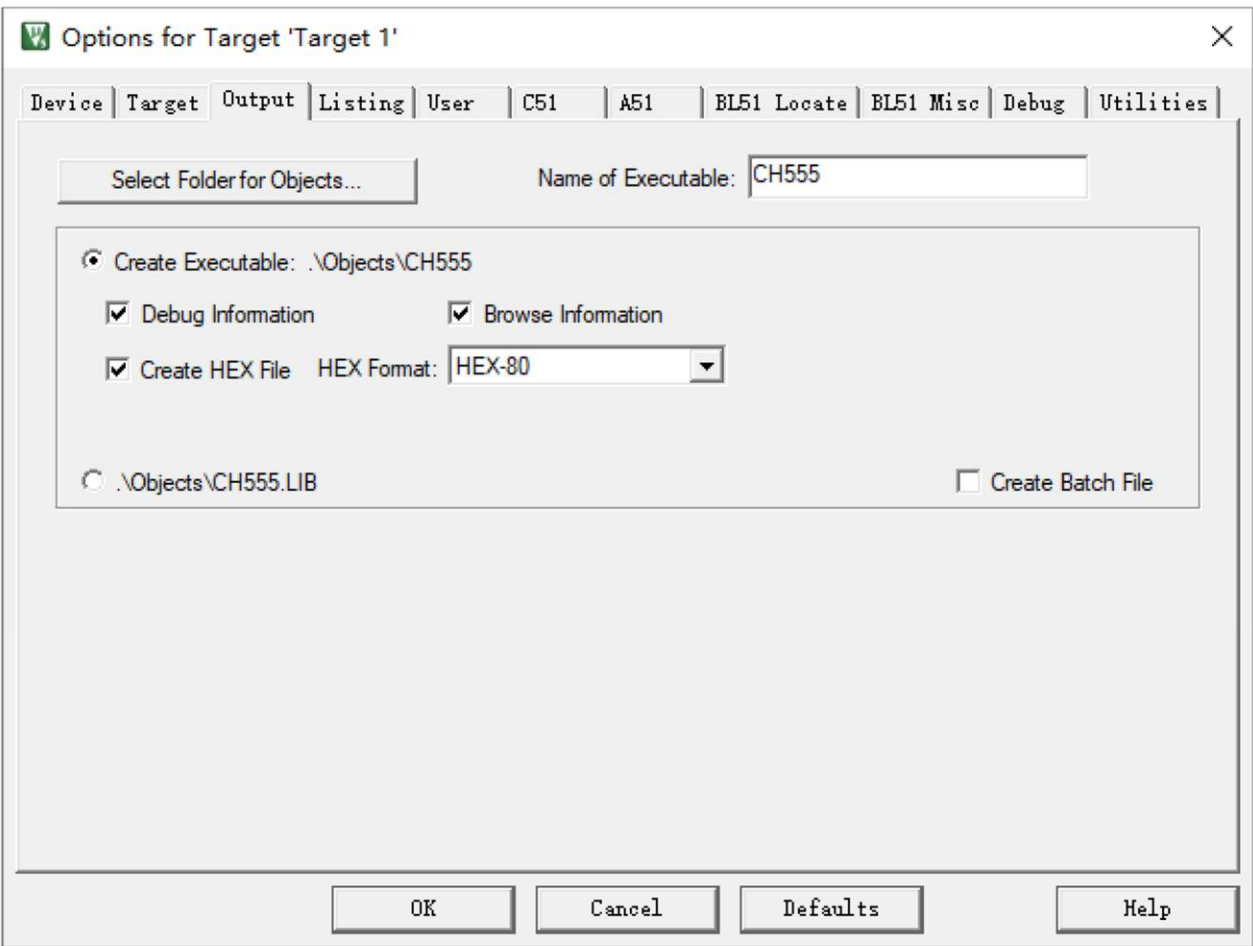 Options for Target 'Target 1'
Device Target Output Listing User C51 A51 BL51 Locate BL51 Misc Debug Utilities
Select Folder for Objects... Name of Executable: CH555
Create Executable: .\Objects\CH555
Debug Information Browse Information
Create HEX File HEX Format: HEX-80
.\Objects\CH555.LIB Create Batch File
OK Cancel Defaults Help